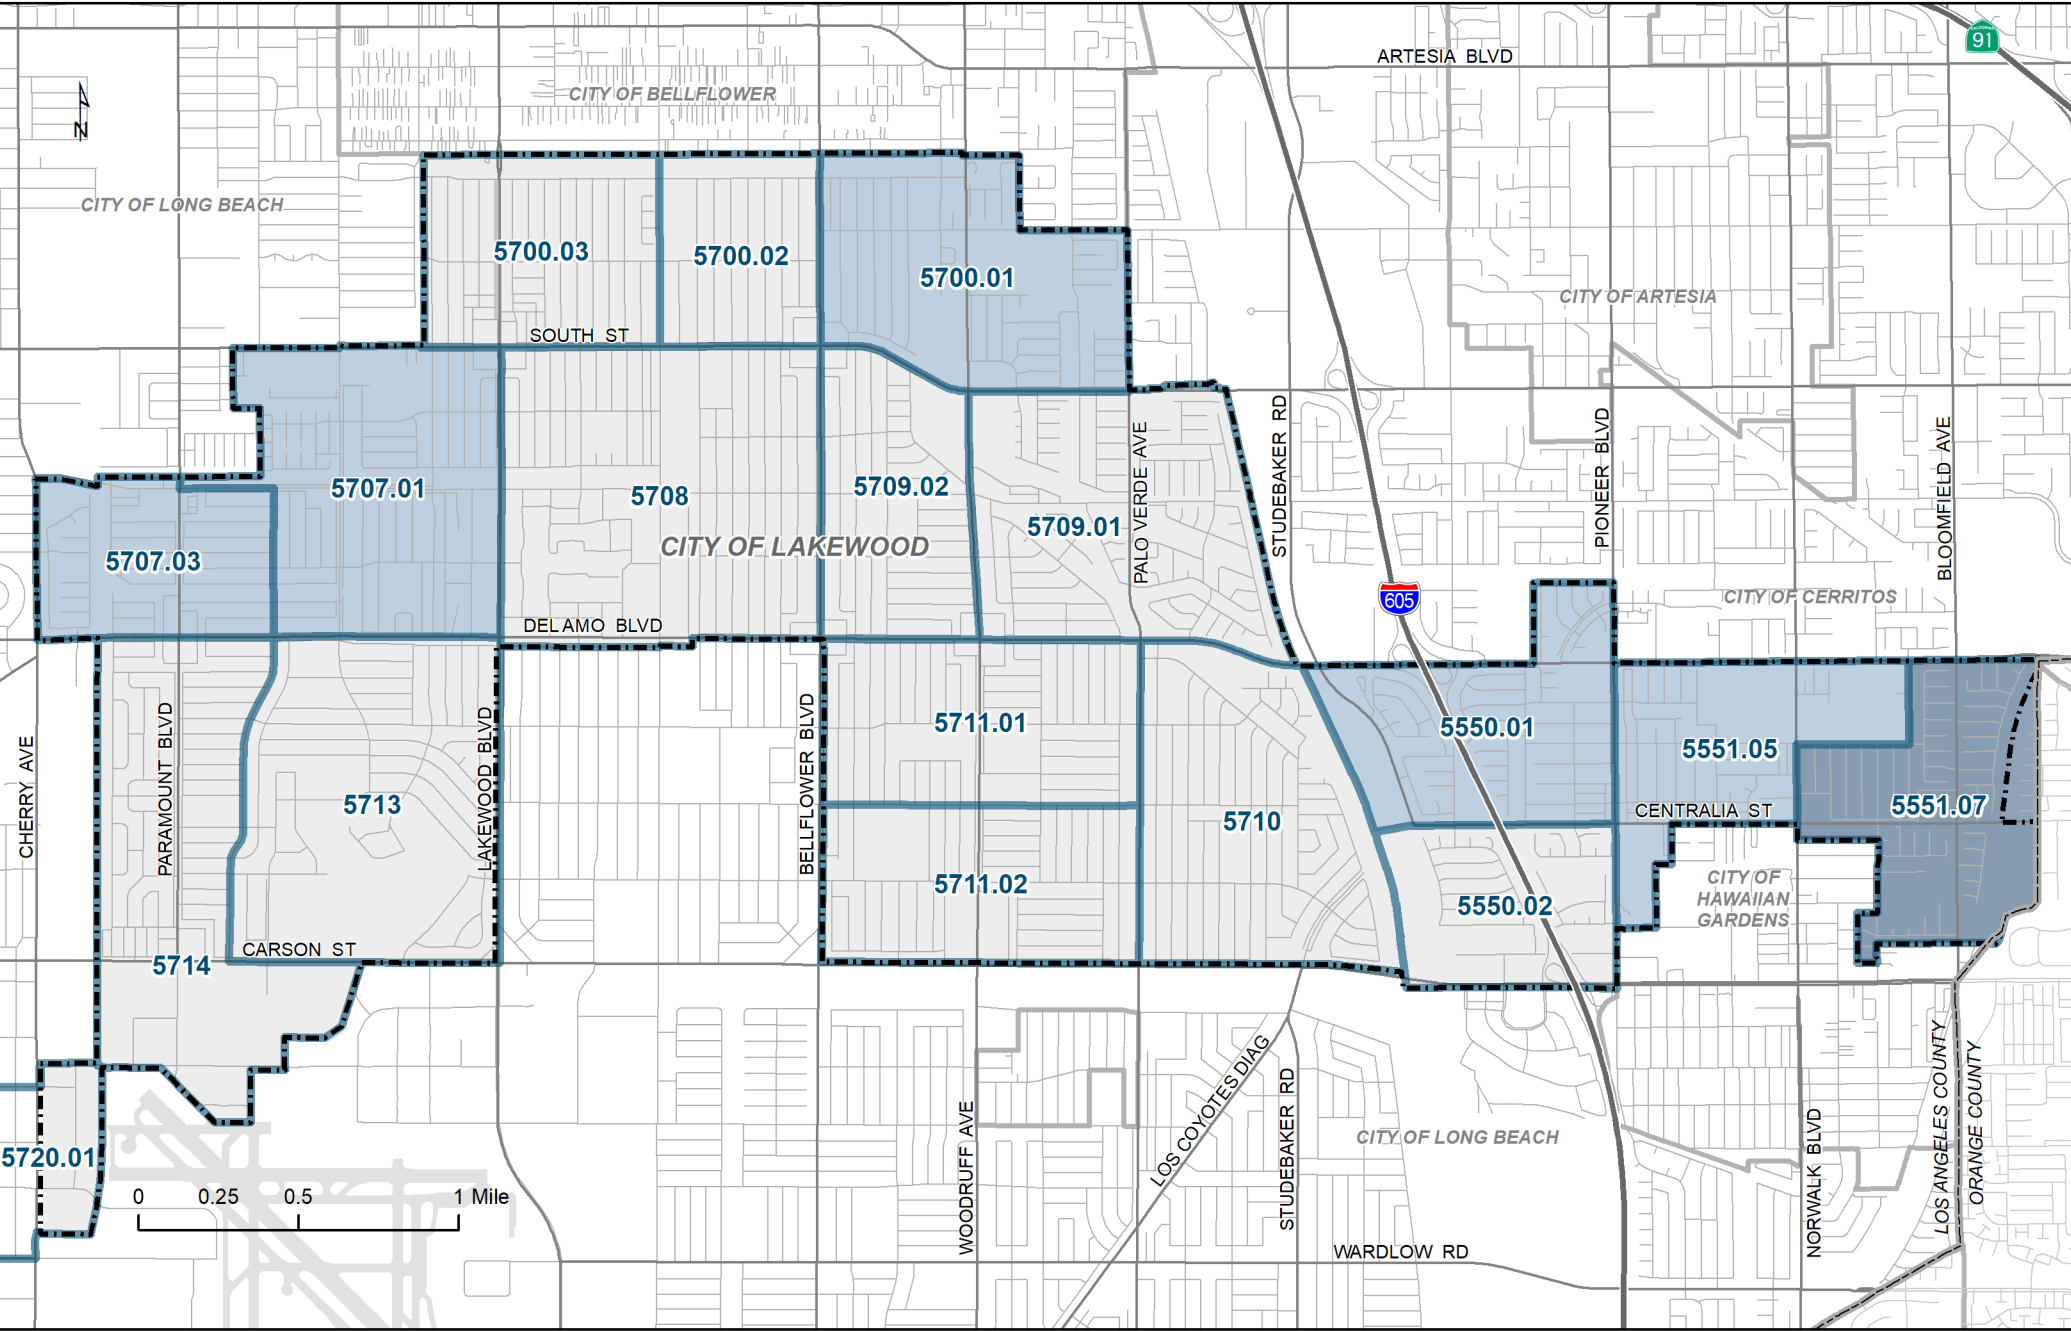 91
ARTESIA BLVD
CITY OF BELLFLOWER
N
CITY OF LONG BEACH
5700.03
5700.02
5700.01
CITY OF ARTESIA
SOUTH ST
STUDEBAKER RD
PIONEER BLVD
BLOOMFIELD AVE
PALO VERDE AVE
5707.01
5708
5709.02
5709.01
CITY OF LAKEWOOD
5707.03
605
CITY OF CERRITOS
DEL AMO BLVD
5711.01
5550.01
5551.05
CHERRY AVE
PARAMOUNT BLVD
LAKEWOOD BLVD
BELLFLOWER BLVD
5713
5710
CENTRALIA ST
5551.07
5711.02
5550.02
CITY OF
HAWAIIAN
GARDENS
CARSON ST
5714
LOS COYOTES DIAG
WOODRUFF AVE
STUDEBAKER RD
CITY OF LONG BEACH
NORWALK BLVD
LOS ANGELES COUNTY
ORANGE COUNTY
5720.01
0 0.25 0.5 1 Mile
WARDLOW RD